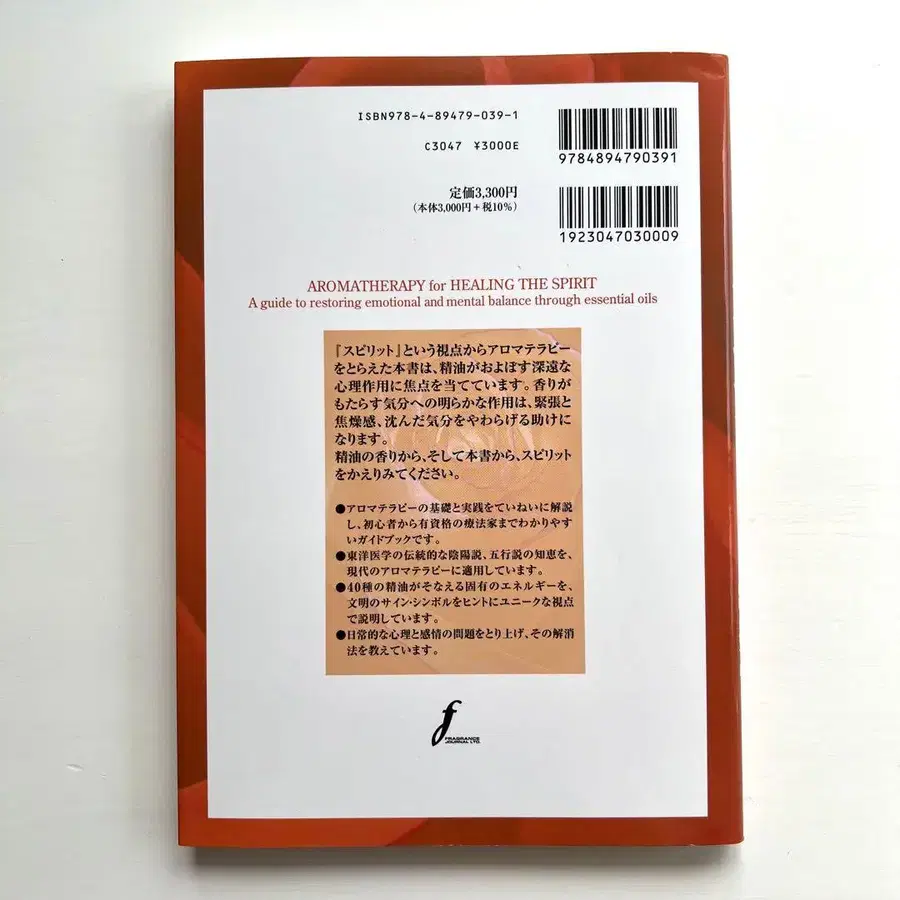 ISBN978-4-89479-039-1
C3047 ¥3000E
9784894790391
定価3,300円
(本体3,000円+税10%)
1923047030009
AROMATHERAPY for HEALING THE SPIRIT
A guide to restoring emotional and mental balance through essential oils
『スピリット』という視点からアロマテラピー
をとらえた本書は、精油がおよぼす深遠な
心理作用に焦点を当てています。香りが
もたらす気分への明らかな作用は、緊張と
焦燥感、沈んだ気分をやわらげる助けに
なります。
精油の香りから、そして本書から、スピリット
をかえりみてください。
●アロマテラピーの基礎と実践をていねいに解説
し、初心者から有資格の療法家までわかりやす
いガイドブックです。
●東洋医学の伝統的な陰陽説、五行説の知恵を、
現代のアロマテラピーに適用しています。
●40種の精油がそなえる固有のエネルギーを、
文明のサイン・シンボルをヒントにユニークな視点
で説明しています。
●日常的な心理と感情の問題をとり上げ、その解消
法を教えています。
f
FRAGRANCE
JOURNAL LTD.